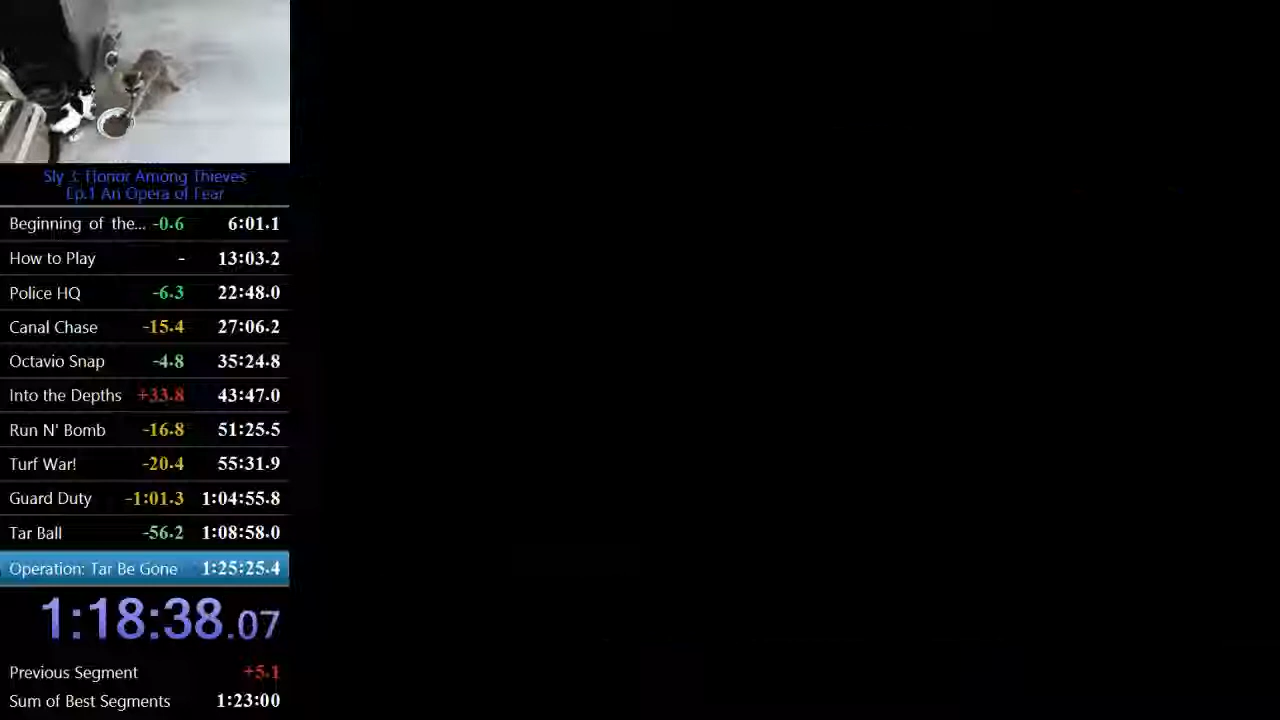 Sly 3: Honor Among Thieves
Ep.1 An Opera of Fear
Beginning of the... -0.6 6:01.1
How to Play - 13:03.2
Police HQ -6.3 22:48.0
Canal Chase -15.4 27:06.2
Octavio Snap -4.8 35:24.8
Into the Depths +33.8 43:47.0
Run N' Bomb -16.8 51:25.5
Turf War! -20.4 55:31.9
Guard Duty -1:01.3 1:04:55.8
Tar Ball -56.2 1:08:58.0
Operation: Tar Be Gone 1:25:25.4
1:18:38.07
Previous Segment +5.1
Sum of Best Segments 1:23:00